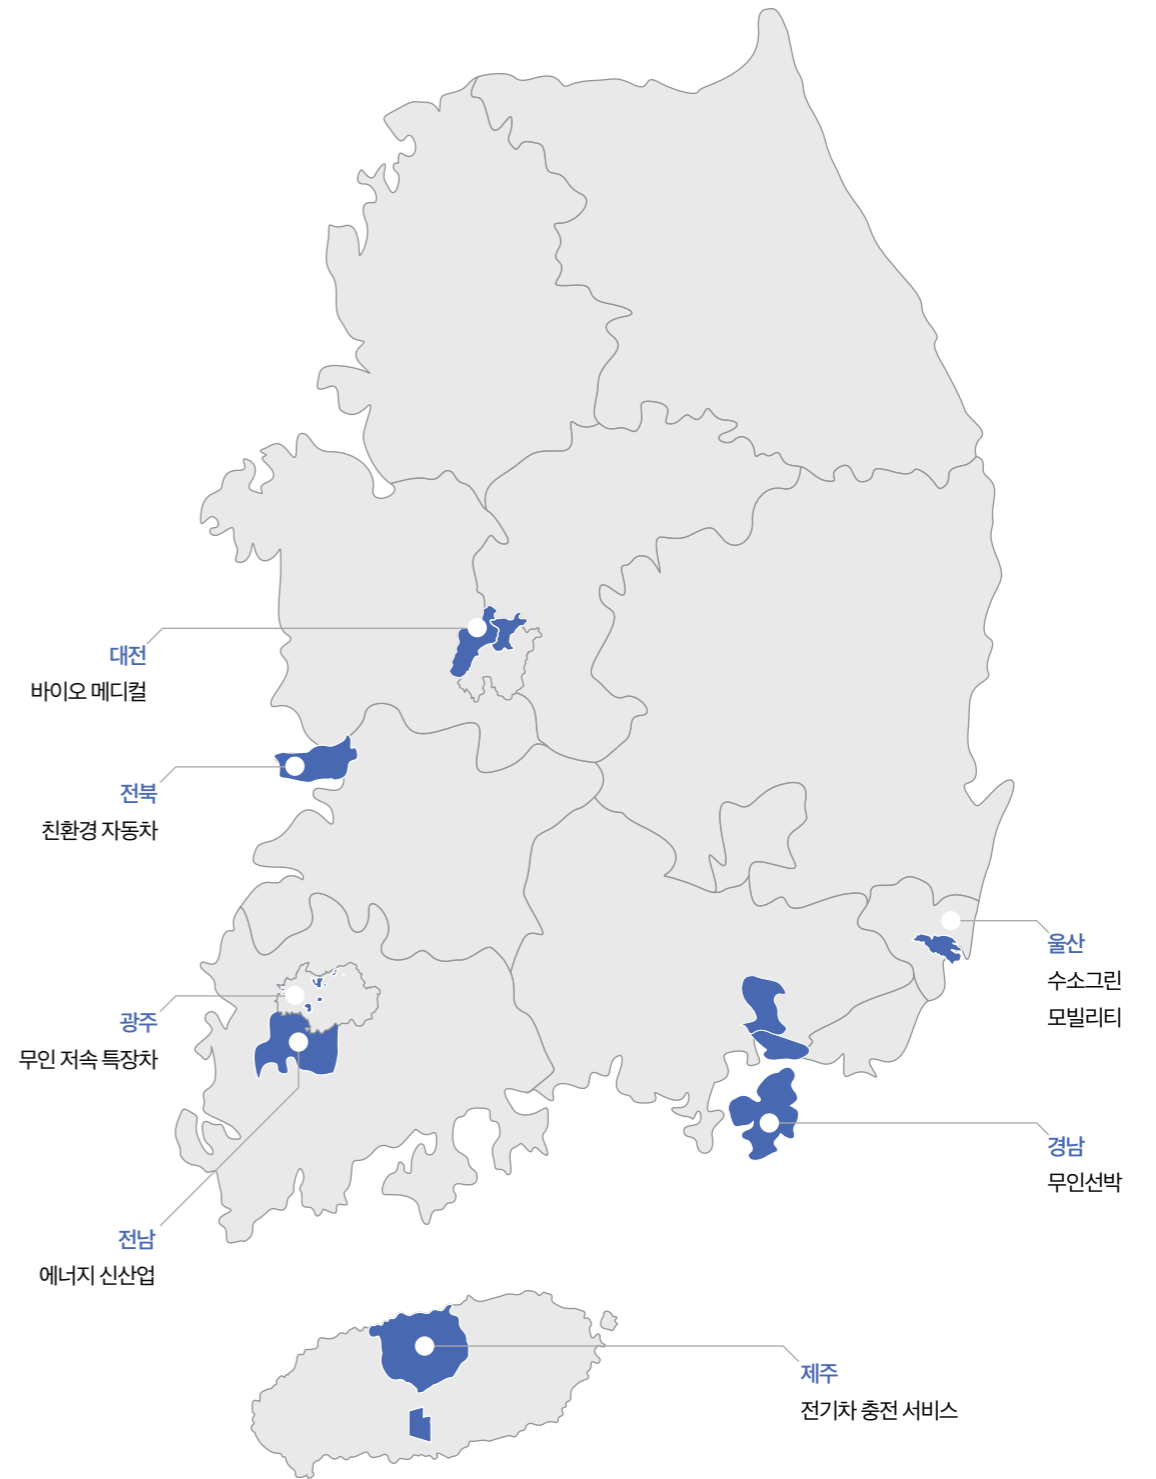 대전
바이오 메디컬
전북
친환경 자동차
울산
수소그린
모빌리티
광주
무인 저속 특장차
경남
무인선박
전남
에너지 신산업
제주
전기차 충전 서비스